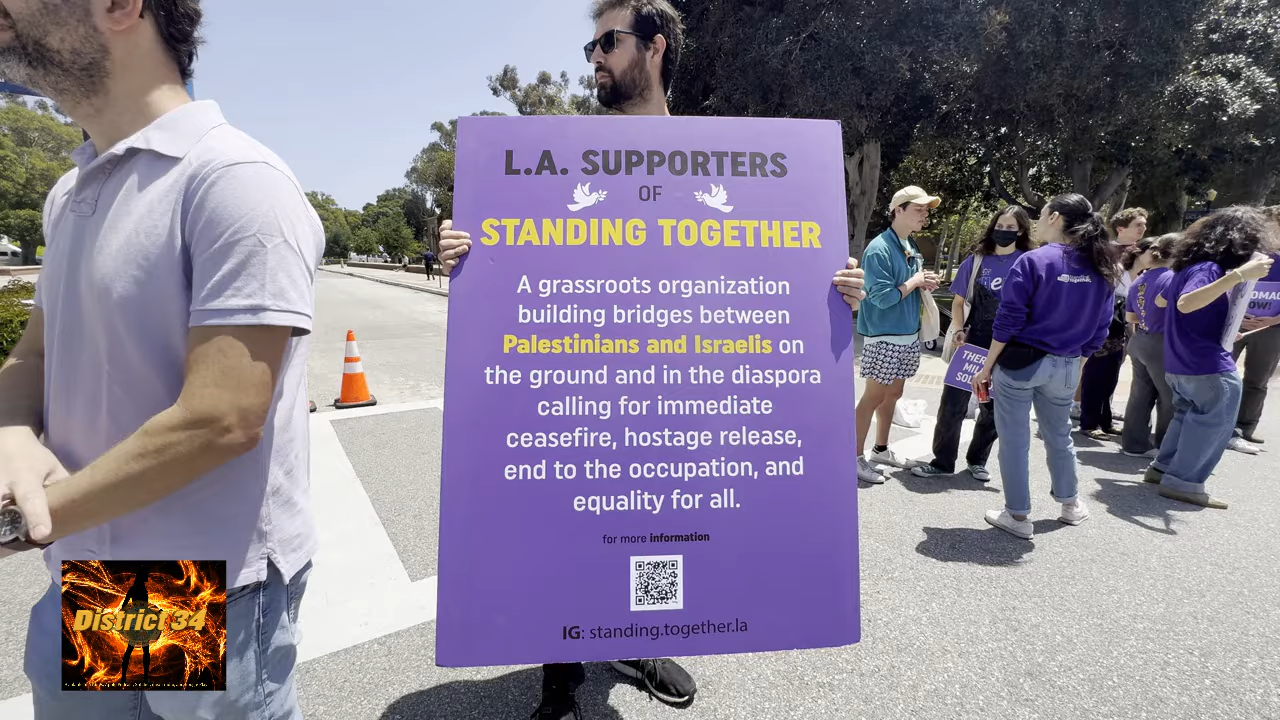 L.A. SUPPORTERS
OF
STANDING TOGETHER
A grassroots organization
building bridges between
Palestinians and Israelis on
the ground and in the diaspora
calling for immediate
ceasefire, hostage release,
end to the occupation, and
equality for all.
for more information
IG: standing.together.la
District 34